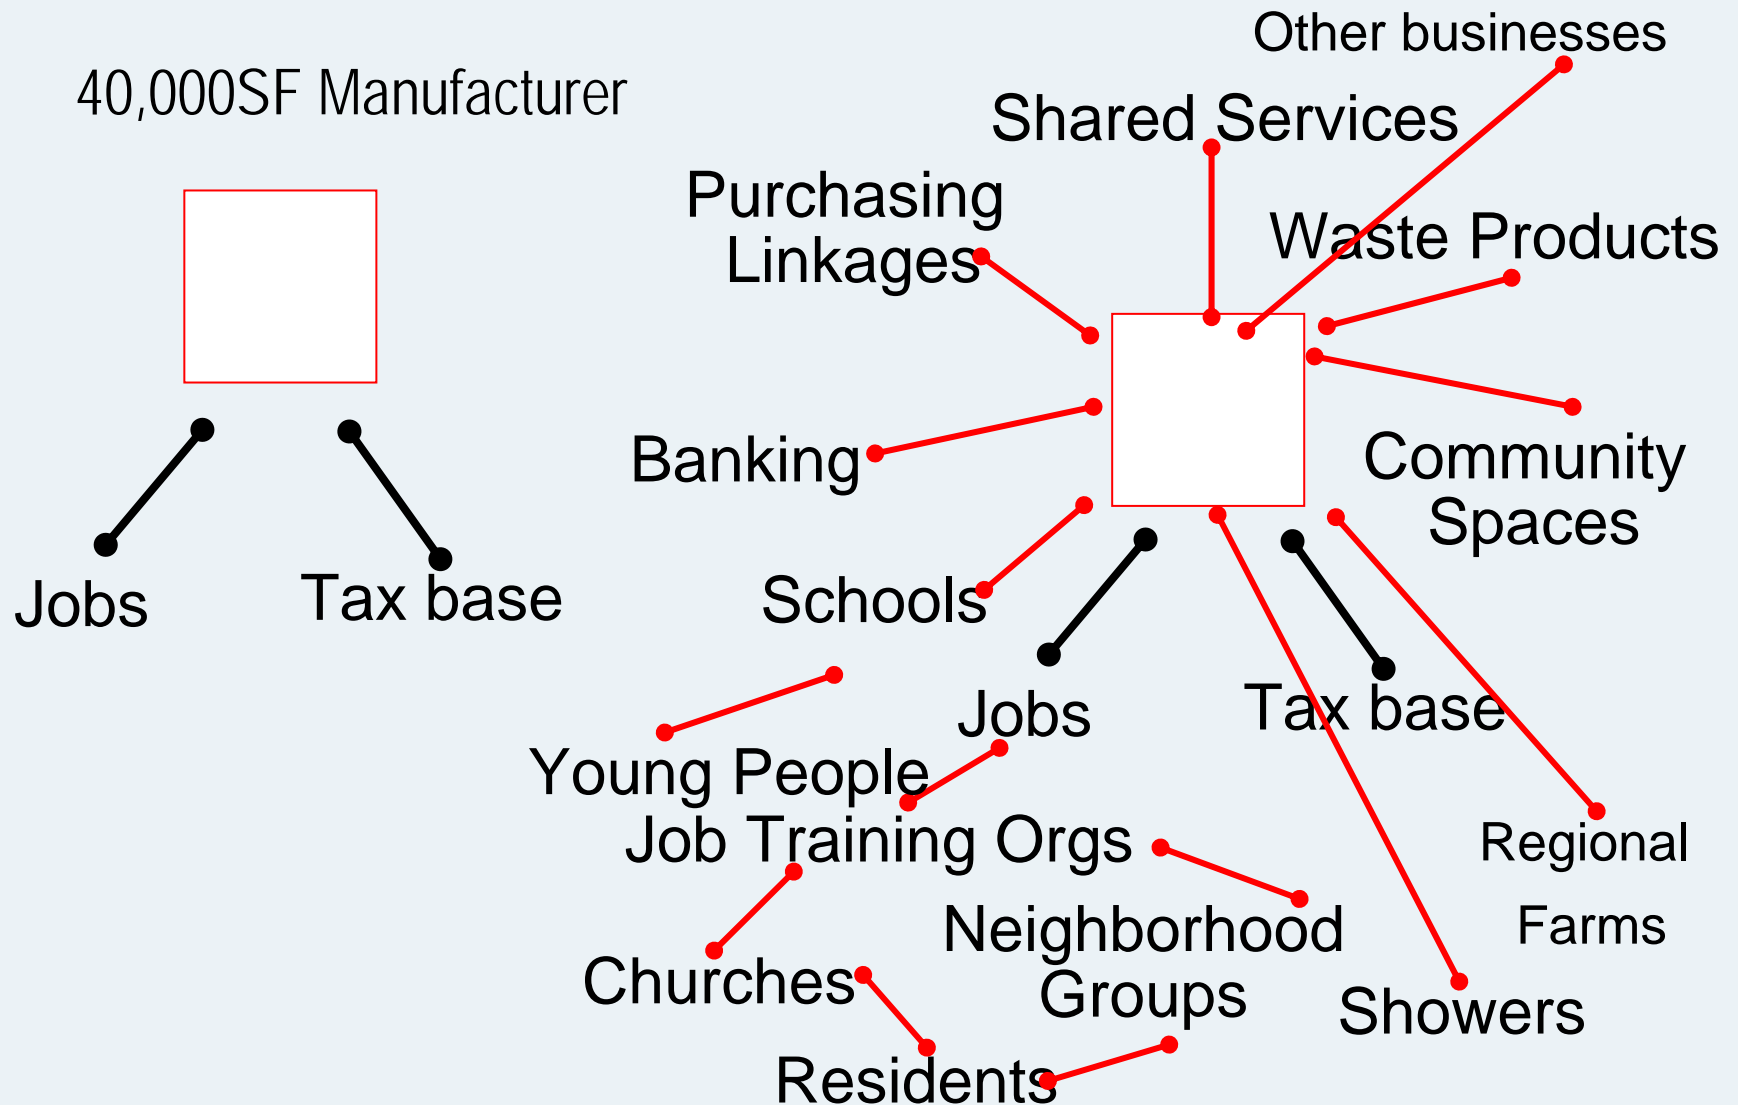 40,000SF Manufacturer
Jobs
Tax base
Other businesses
Shared Services
Purchasing
Linkages
Waste Products
Banking
Community
Spaces
Schools
Jobs
Tax base
Young People
Job Training Orgs
Regional
Farms
Neighborhood
Groups
Churches
Showers
Residents